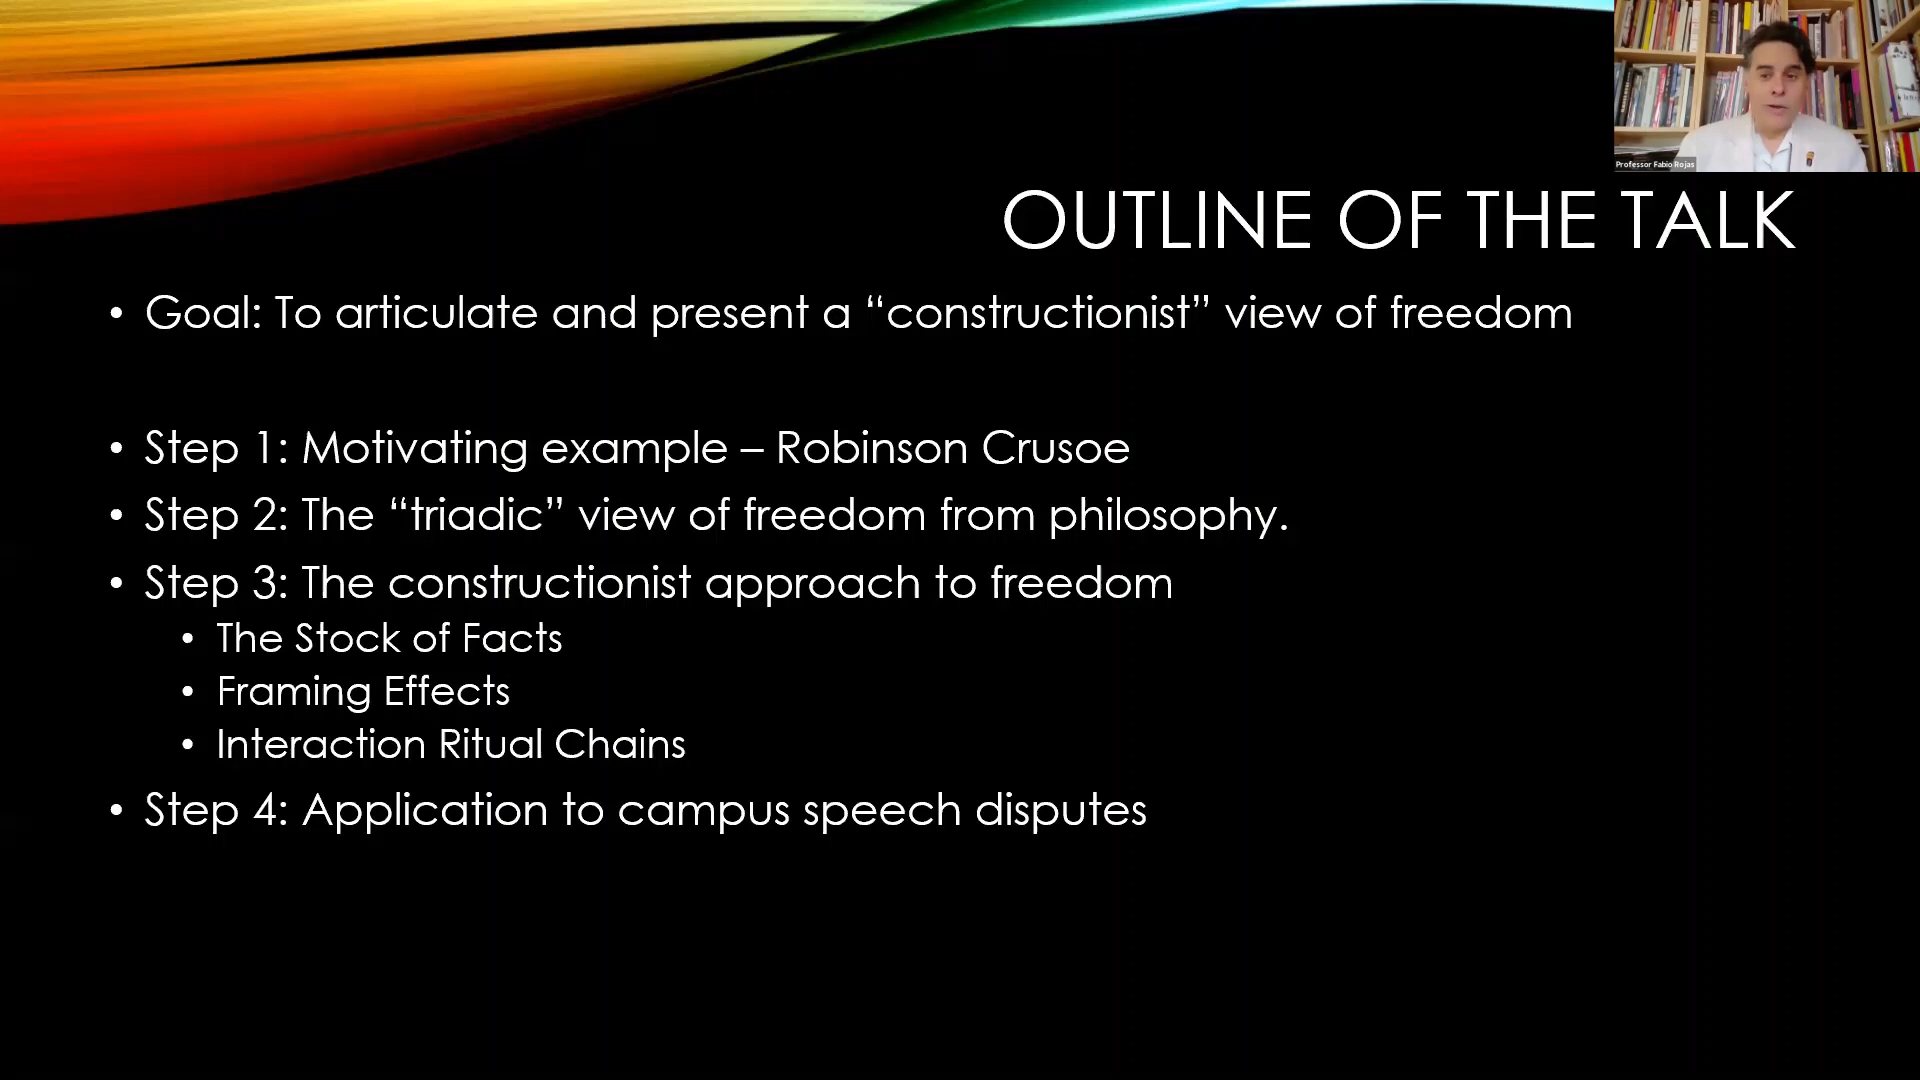 Professor Fabio Rojas
OUTLINE OF THE TALK
• Goal: To articulate and present a “constructionist” view of freedom
• Step 1: Motivating example – Robinson Crusoe
• Step 2: The “triadic” view of freedom from philosophy.
• Step 3: The constructionist approach to freedom
• The Stock of Facts
• Framing Effects
• Interaction Ritual Chains
• Step 4: Application to campus speech disputes